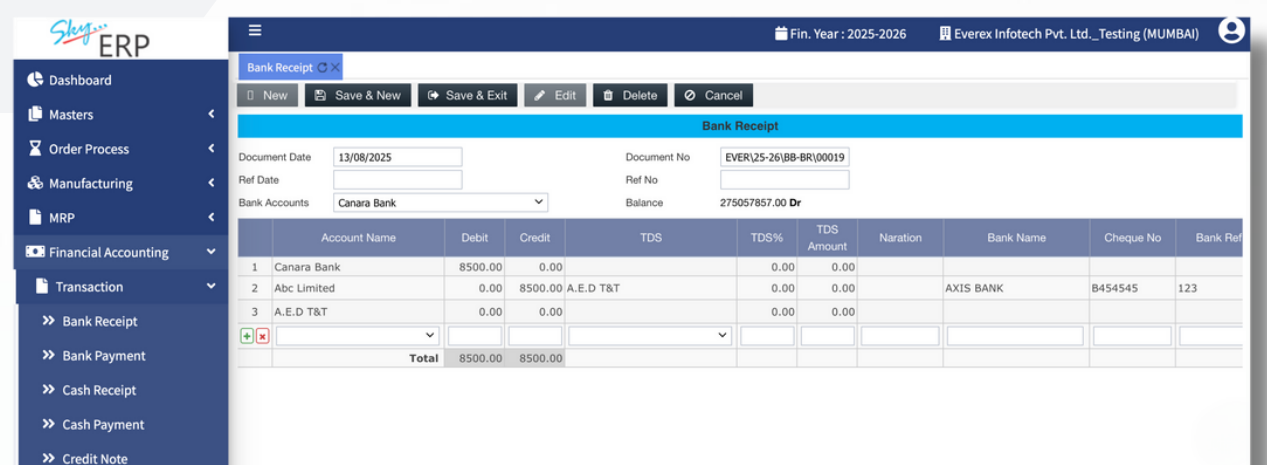 Sky...
ERP
Dashboard
Masters
Order Process
Manufacturing
MRP
Financial Accounting
Transaction
Bank Receipt
Bank Payment
Cash Receipt
Cash Payment
Credit Note
Fin. Year : 2025-2026 Everex Infotech Pvt. Ltd._Testing (MUMBAI)
Bank Receipt
New Save & New Save & Exit Edit Delete Cancel
Bank Receipt
Document Date 13/08/2025 Document No EVER\25-26\BB-BR\00019
Ref Date Ref No
Bank Accounts Canara Bank Balance 275057857.00 Dr
Account Name Debit Credit TDS TDS% TDS Amount Naration Bank Name Cheque No Bank Ref
1 Canara Bank 8500.00 0.00 0.00 0.00
2 Abc Limited 0.00 8500.00 A.E.D T&T 0.00 0.00 AXIS BANK B454545 123
3 A.E.D T&T 0.00 0.00 0.00 0.00
Total 8500.00 8500.00